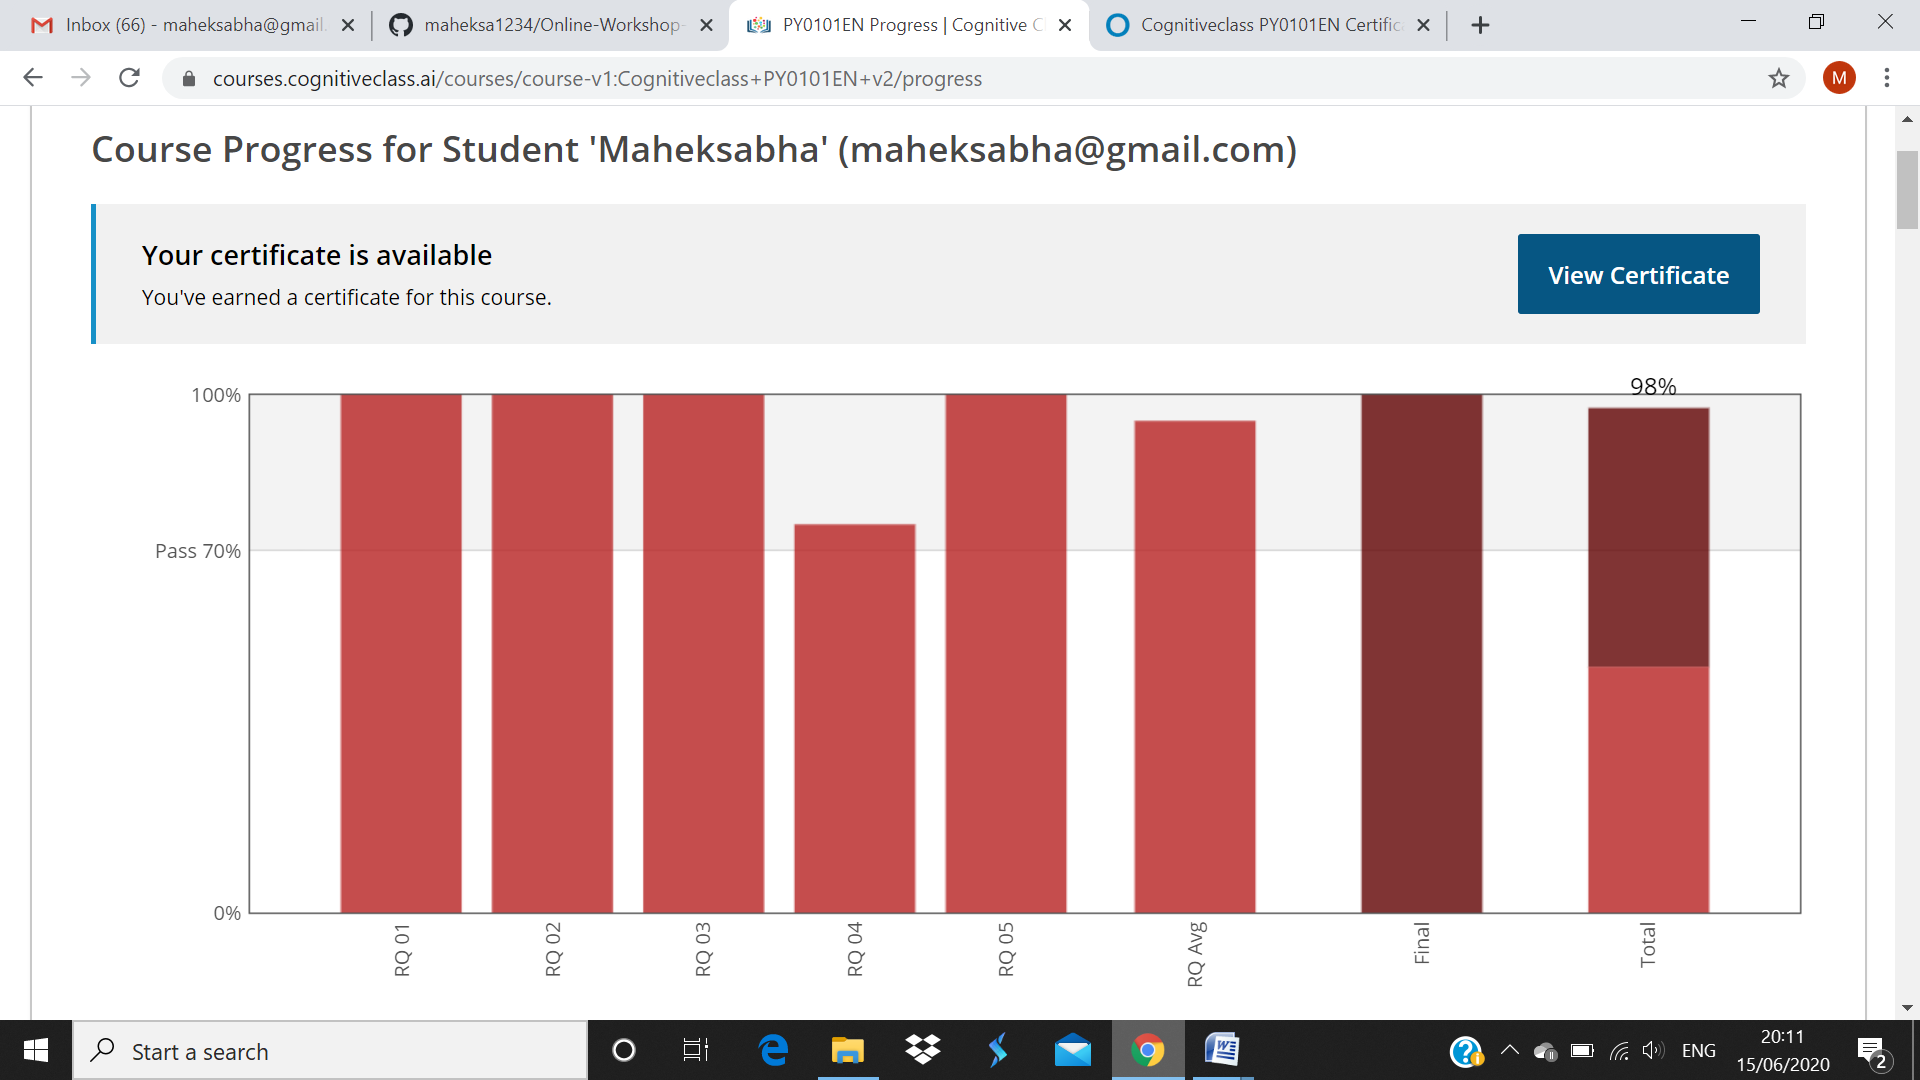 Inbox (66) - maheksabha@gmail.
maheksa1234/Online-Workshop-
PY0101EN Progress | Cognitive C
Cognitiveclass PY0101EN Certific
courses.cognitiveclass.ai/courses/course-v1:Cognitiveclass+PY0101EN+v2/progress
M
Course Progress for Student 'Maheksabha' (maheksabha@gmail.com)
Your certificate is available
You've earned a certificate for this course.
View Certificate
98%
100%
Pass 70%
0%
RQ 01
RQ 02
RQ 03
RQ 04
RQ 05
RQ Avg
Final
Total
Start a search
ENG
20:11
15/06/2020
2